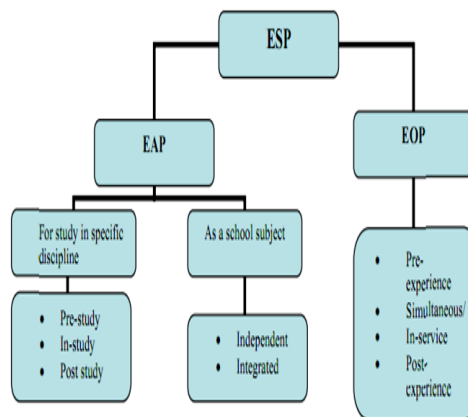 ESP
EAP
EOP
For study in specific
discipline
As a school subject
• Pre-study
• In-study
• Post study
• Independent
• Integrated
• Pre-
experience
• Simultaneous/
• In-service
• Post-
experience